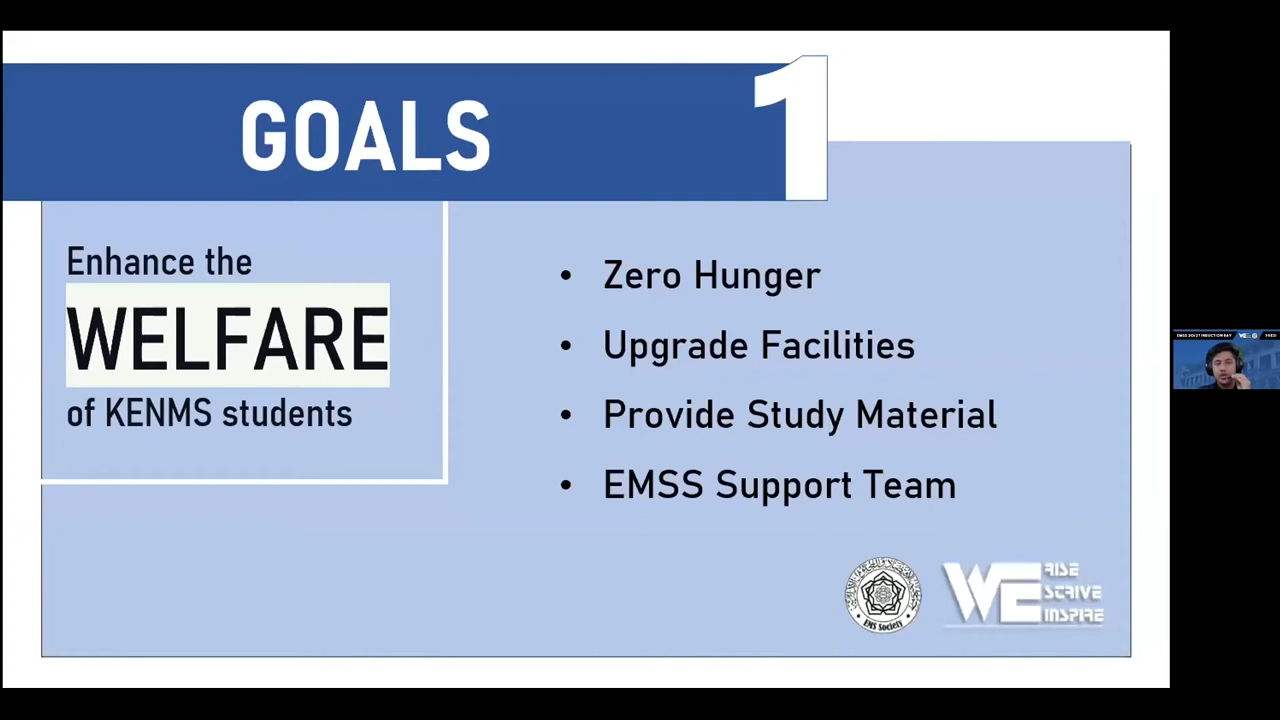 GOALS
1
Enhance the
WELFARE
of KENMS students
• Zero Hunger
• Upgrade Facilities
• Provide Study Material
• EMSS Support Team
EMS Society
WE
RISE
STRIVE
INSPIRE